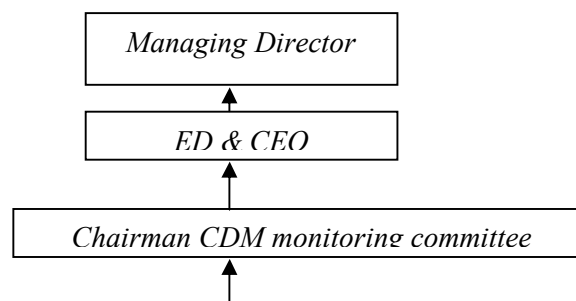 Managing Director
ED & CEO
Chairman CDM monitoring committee